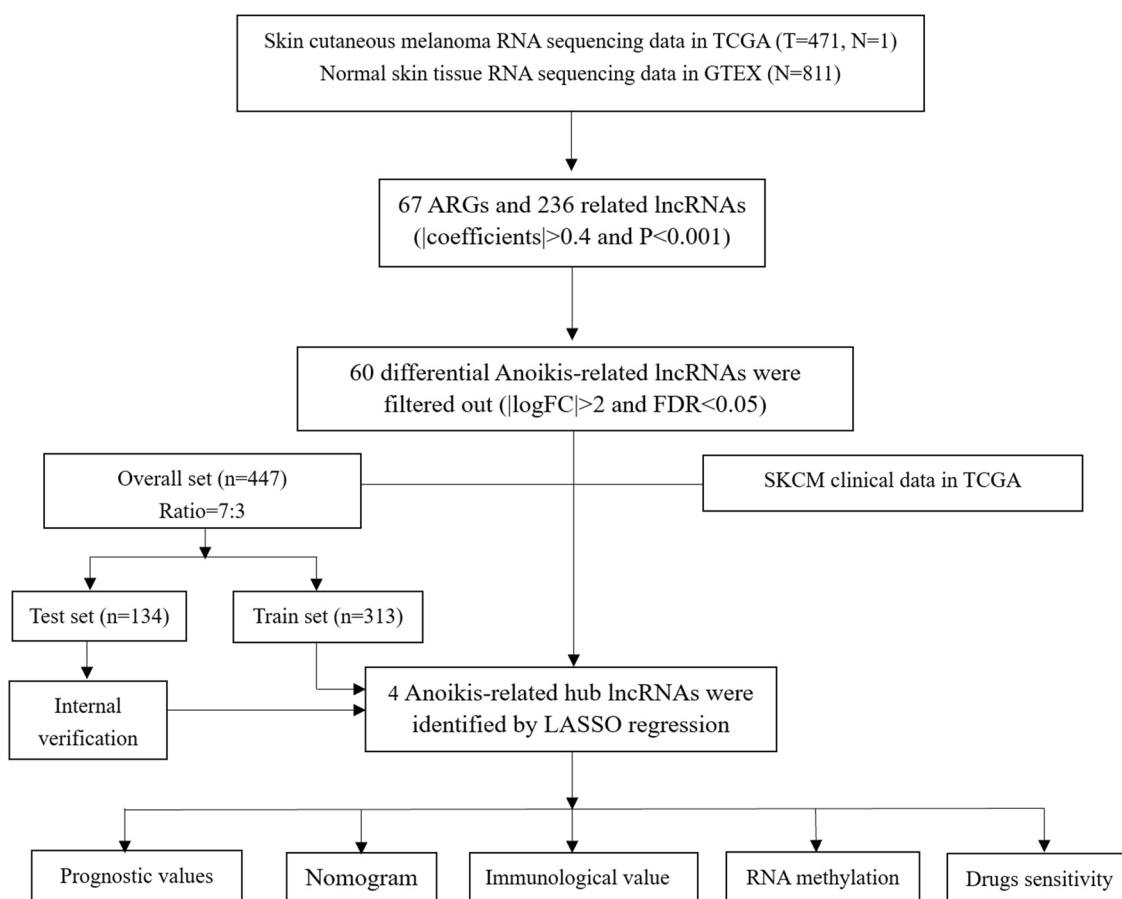 Skin cutaneous melanoma RNA sequencing data in TCGA (T=471, N=1)
Normal skin tissue RNA sequencing data in GTEX (N=811)
67 ARGs and 236 related lncRNAs
(|coefficients|>0.4 and P<0.001)
60 differential Anoikis-related lncRNAs were
filtered out (|logFC|>2 and FDR<0.05)
Overall set (n=447)
Ratio=7:3
SKCM clinical data in TCGA
Test set (n=134)
Train set (n=313)
Internal
verification
4 Anoikis-related hub lncRNAs were
identified by LASSO regression
Prognostic values
Nomogram
Immunological value
RNA methylation
Drugs sensitivity